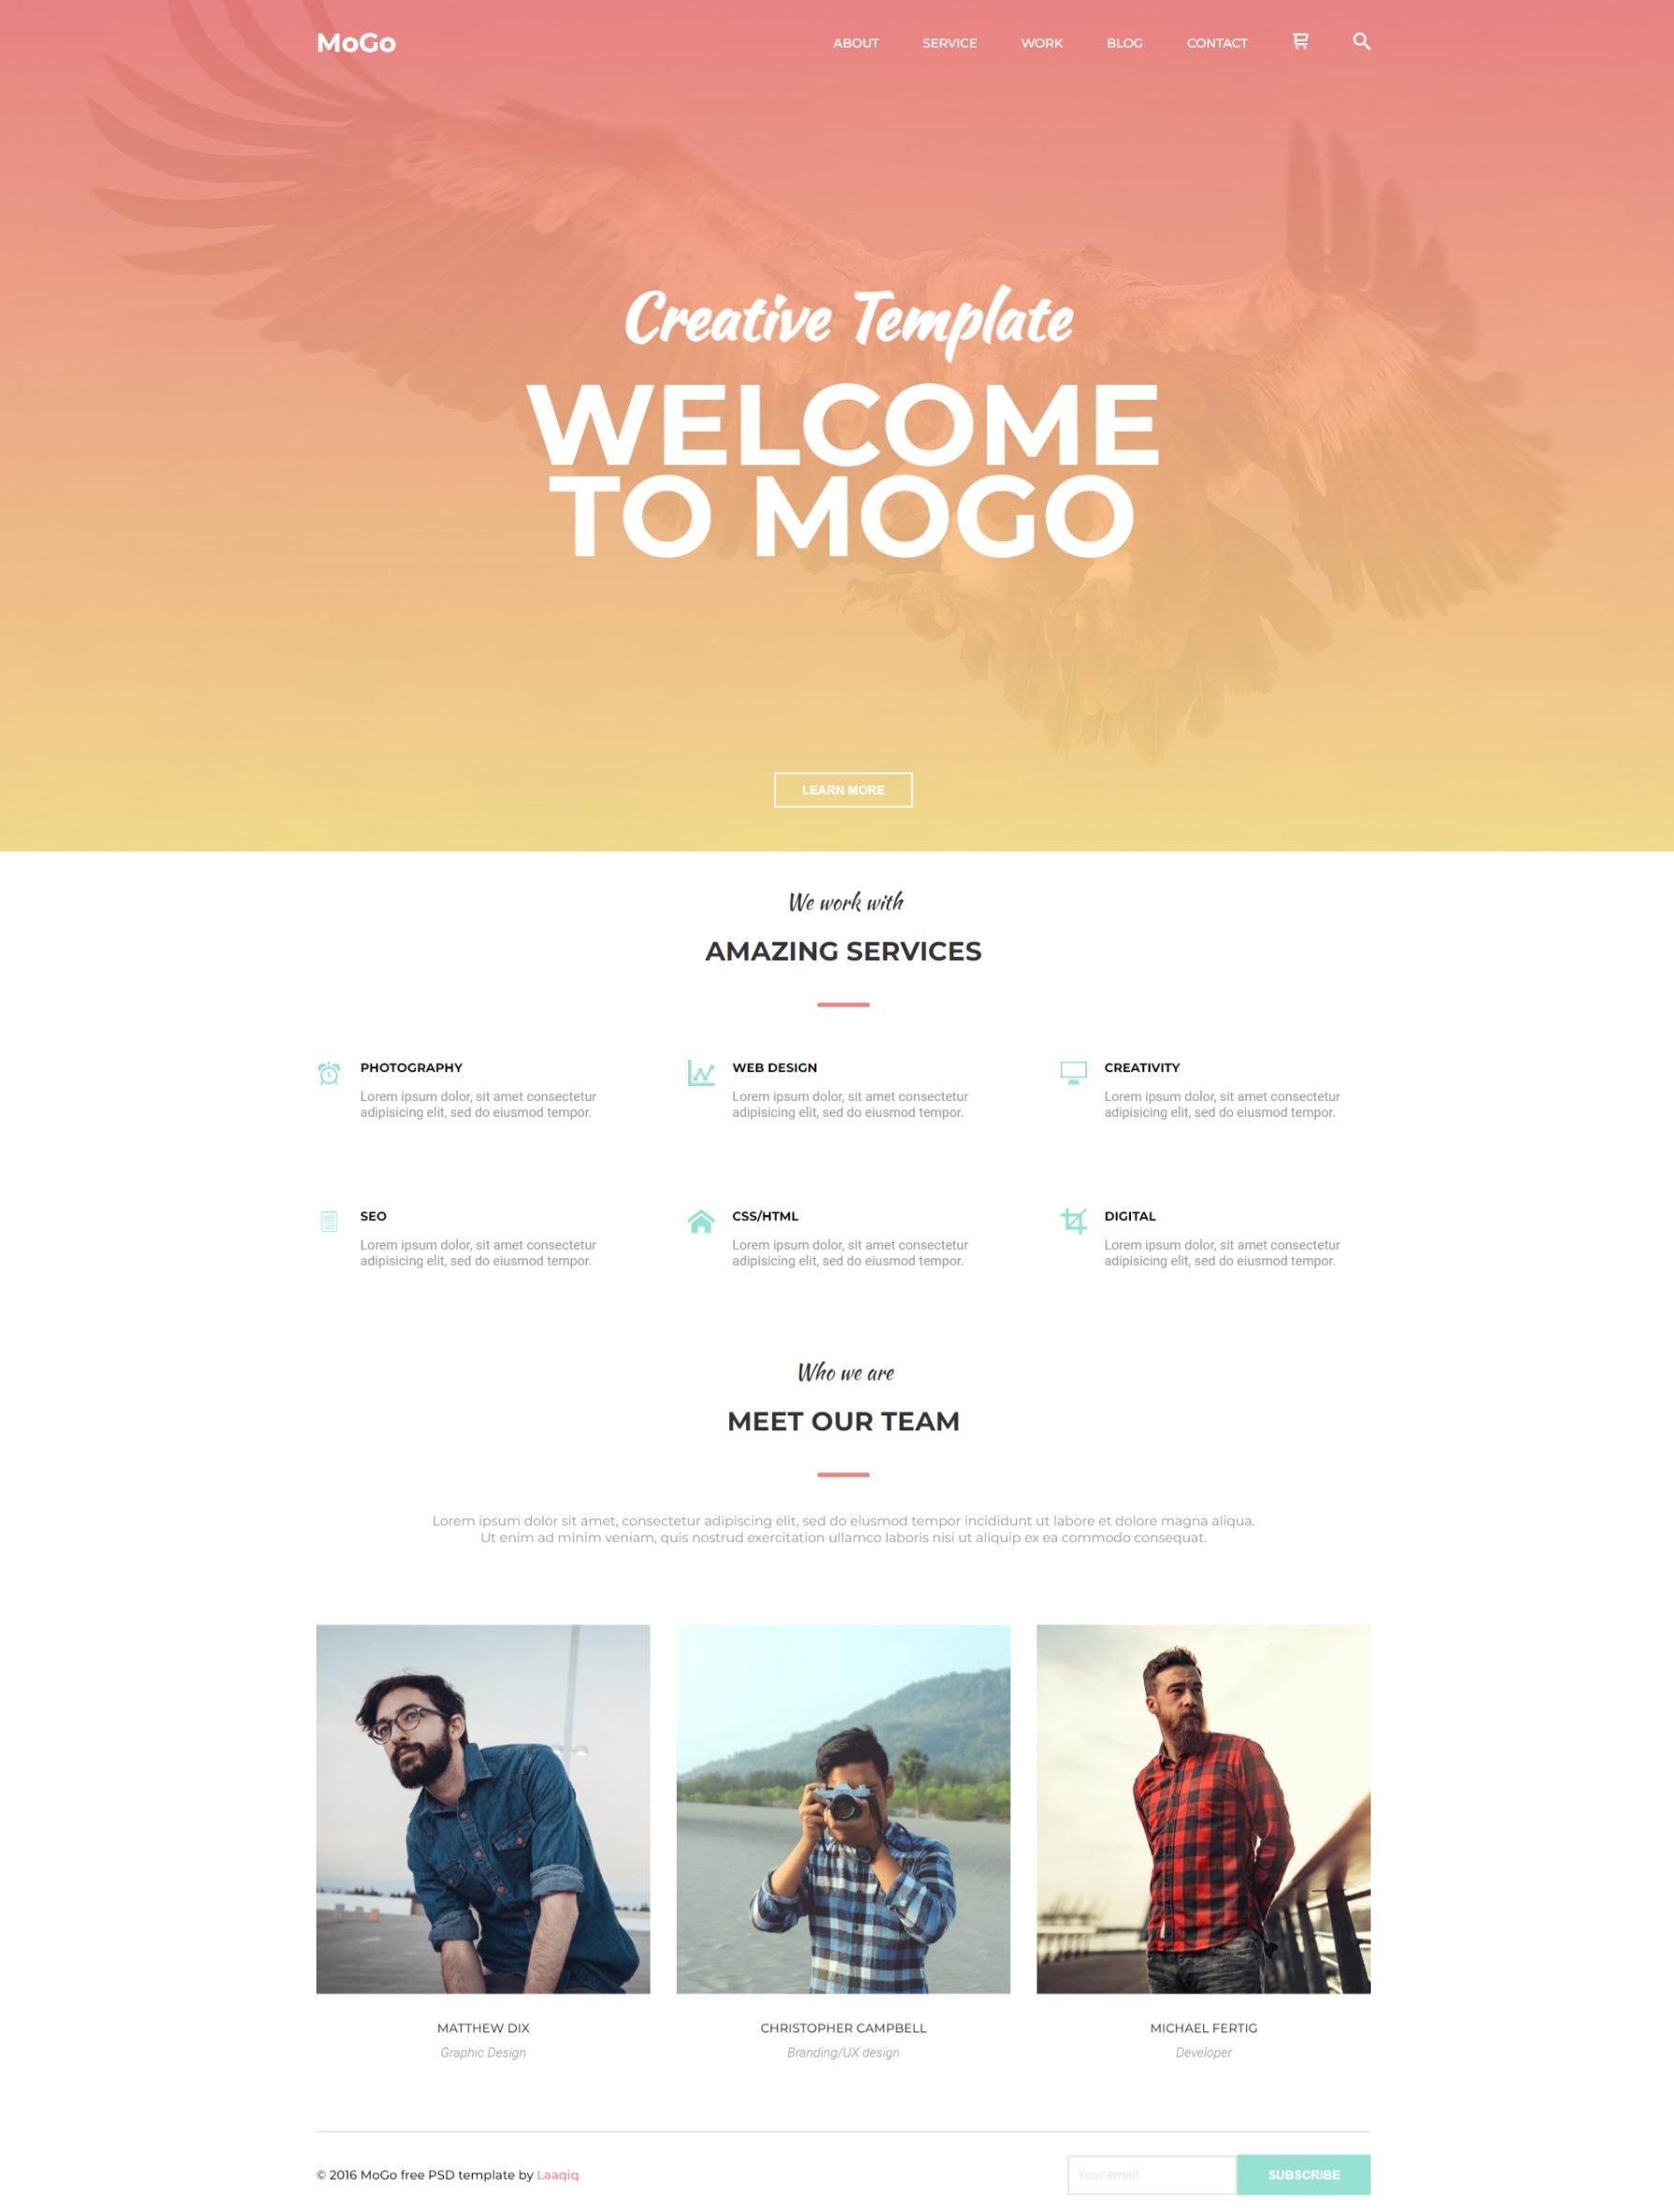 MoGo
ABOUT SERVICE WORK BLOG CONTACT
Creative Template
WELCOME
TO MOGO
LEARN MORE
We work with
AMAZING SERVICES
PHOTOGRAPHY
Lorem ipsum dolor, sit amet consectetur
adipisicing elit, sed do eiusmod tempor.
WEB DESIGN
Lorem ipsum dolor, sit amet consectetur
adipisicing elit, sed do eiusmod tempor.
CREATIVITY
Lorem ipsum dolor, sit amet consectetur
adipisicing elit, sed do eiusmod tempor.
SEO
Lorem ipsum dolor, sit amet consectetur
adipisicing elit, sed do eiusmod tempor.
CSS/HTML
Lorem ipsum dolor, sit amet consectetur
adipisicing elit, sed do eiusmod tempor.
DIGITAL
Lorem ipsum dolor, sit amet consectetur
adipisicing elit, sed do eiusmod tempor.
Who we are
MEET OUR TEAM
Lorem ipsum dolor sit amet, consectetur adipiscing elit, sed do eiusmod tempor incididunt ut labore et dolore magna aliqua.
Ut enim ad minim veniam, quis nostrud exercitation ullamco laboris nisi ut aliquip ex ea commodo consequat.
MATTHEW DIX
Graphic Design
CHRISTOPHER CAMPBELL
Branding/UX design
MICHAEL FERTIG
Developer
© 2016 MoGo free PSD template by Laaqiq
Your email
SUBSCRIBE